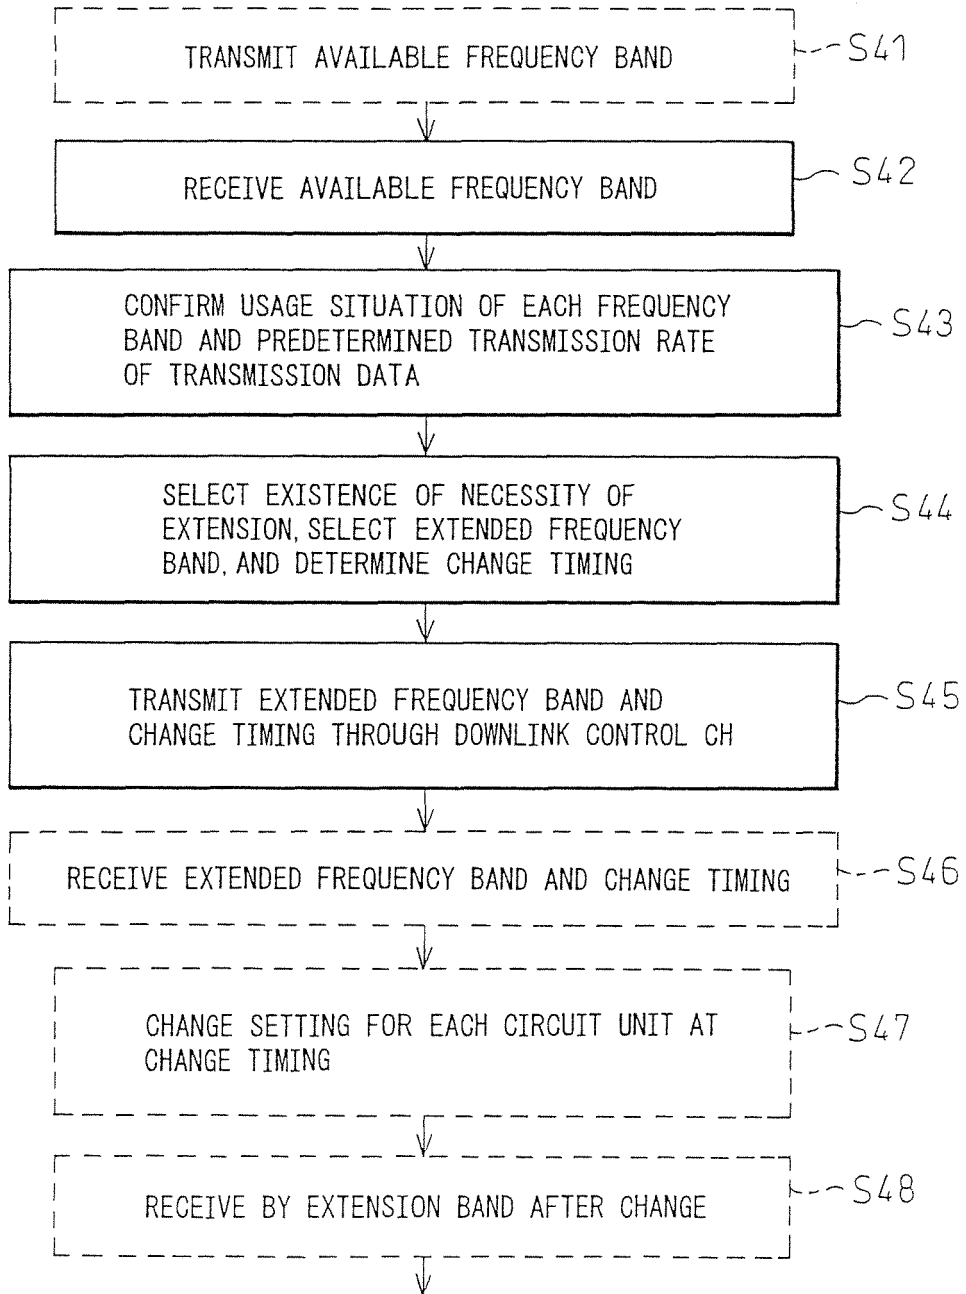 TRANSMIT AVAILABLE FREQUENCY BAND
S41
RECEIVE AVAILABLE FREQUENCY BAND
S42
CONFIRM USAGE SITUATION OF EACH FREQUENCY
BAND AND PREDETERMINED TRANSMISSION RATE
OF TRANSMISSION DATA
S43
SELECT EXISTENCE OF NECESSITY OF
EXTENSION, SELECT EXTENDED FREQUENCY
BAND, AND DETERMINE CHANGE TIMING
S44
TRANSMIT EXTENDED FREQUENCY BAND AND
CHANGE TIMING THROUGH DOWNLINK CONTROL CH
S45
RECEIVE EXTENDED FREQUENCY BAND AND CHANGE TIMING
S46
CHANGE SETTING FOR EACH CIRCUIT UNIT AT
CHANGE TIMING
S47
RECEIVE BY EXTENSION BAND AFTER CHANGE
S48